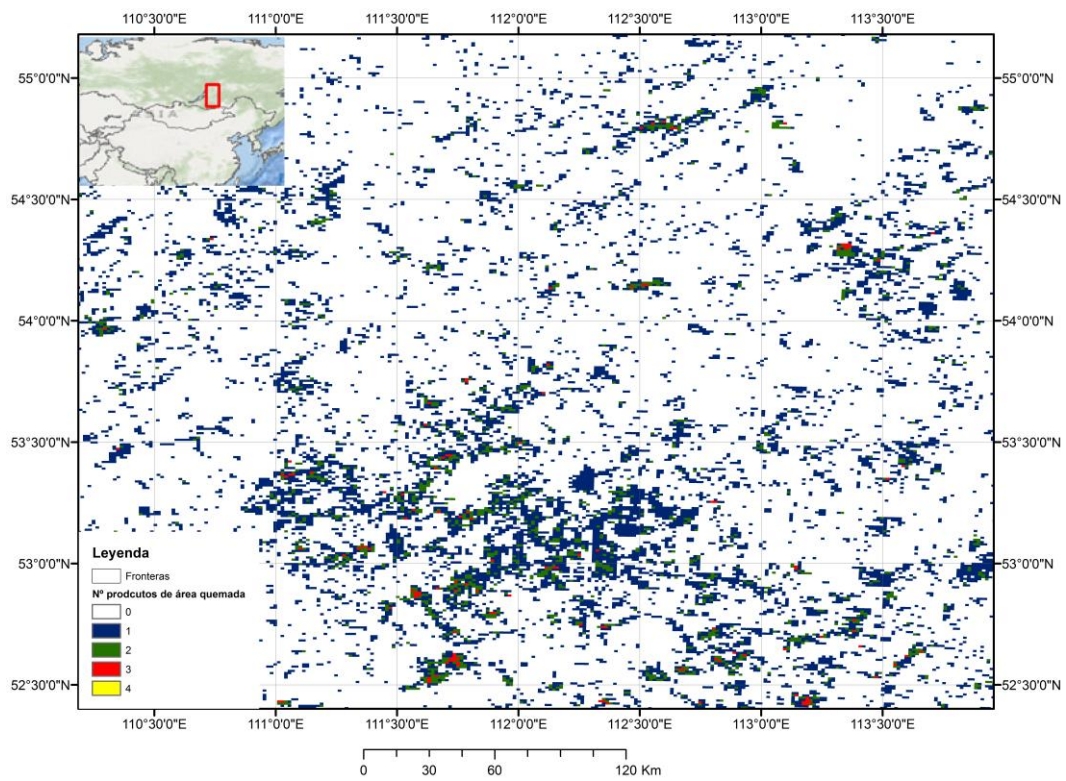 110°30'0"E 111°0'0"E 111°30'0"E 112°0'0"E 112°30'0"E 113°0'0"E 113°30'0"E
55°0'0"N 55°0'0"N
I A
54°30'0"N 54°30'0"N
54°0'0"N 54°0'0"N
53°30'0"N 53°30'0"N
53°0'0"N 53°0'0"N
Leyenda
Fronteras
Nº prodcutos de área quemada
0
1
2
3
4
52°30'0"N 52°30'0"N
110°30'0"E 111°0'0"E 111°30'0"E 112°0'0"E 112°30'0"E 113°0'0"E 113°30'0"E
0 30 60 120 Km